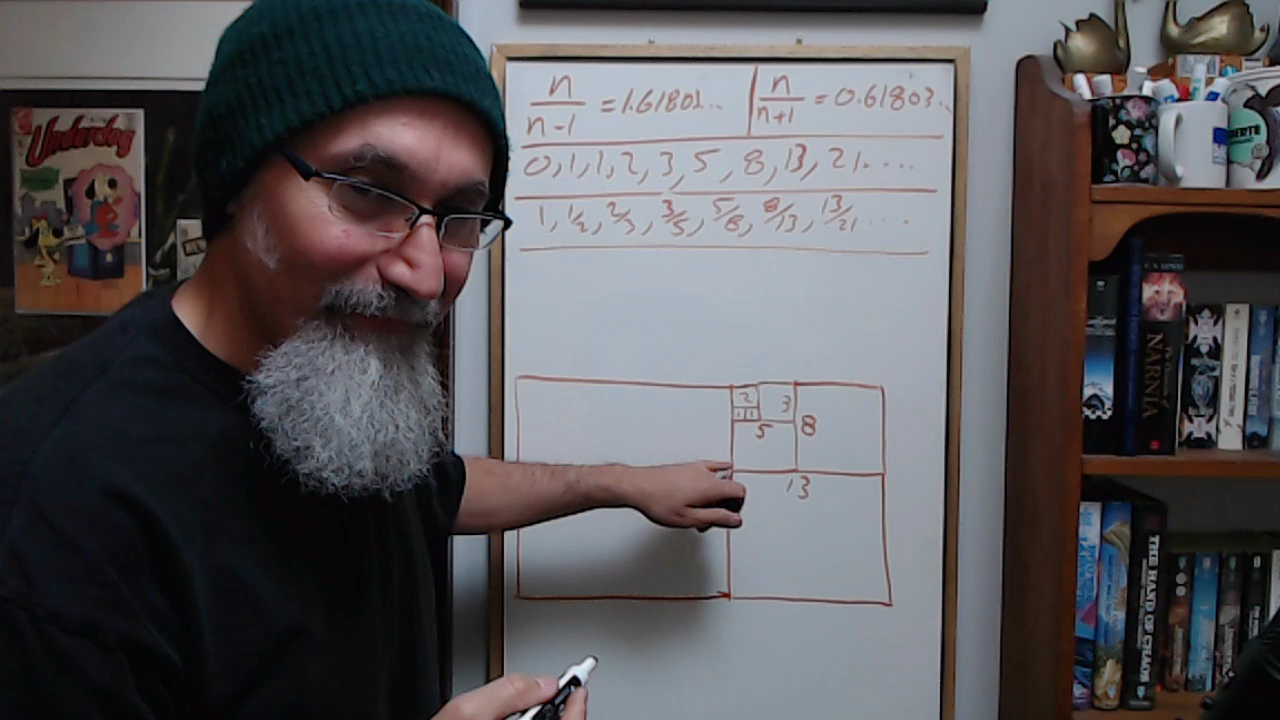 Underdog
n/n-1 = 1.61803... | n/n+1 = 0.61803...
0, 1, 1, 2, 3, 5, 8, 13, 21.....
1, 1/2, 2/3, 3/5, 5/8, 8/13, 13/21.....
2 3
1 1
5 8
13
NARNIA
THE HAND OF CHAOS